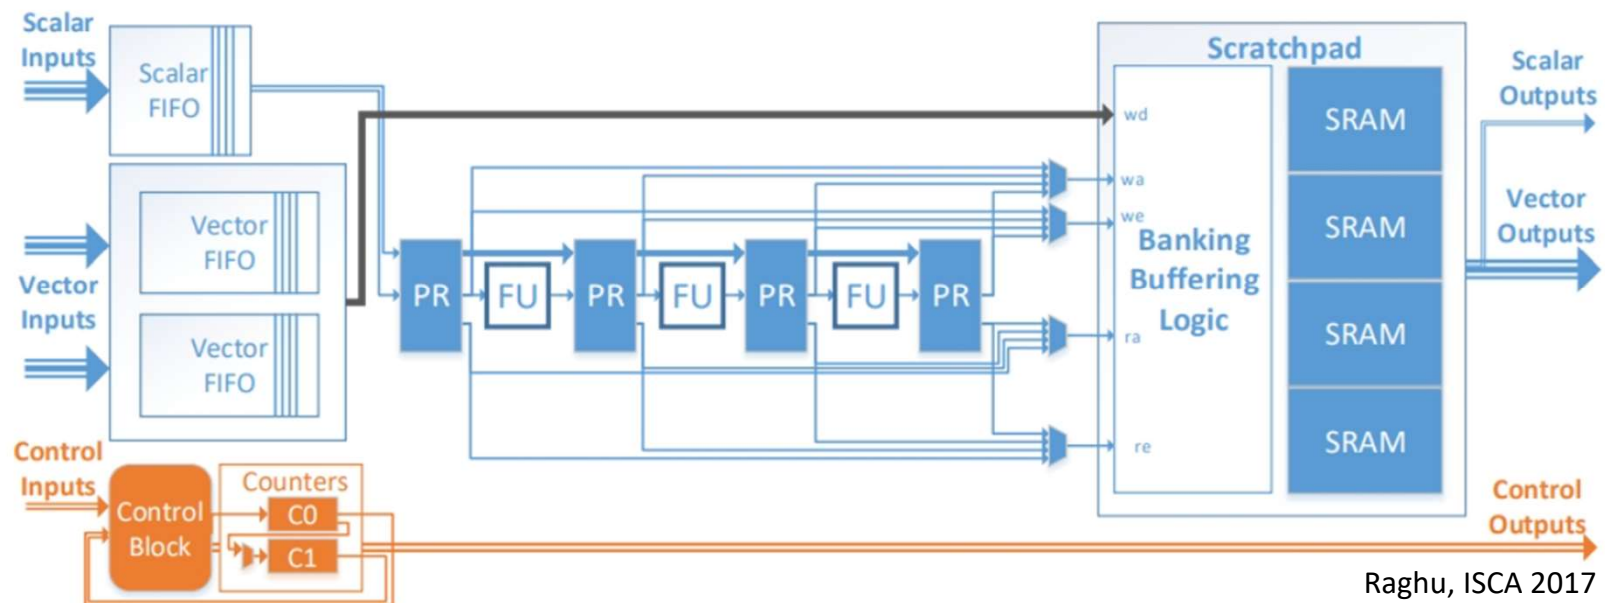 Scalar
Inputs
Scalar
FIFO
Vector
Inputs
Vector
FIFO
Vector
FIFO
PR
FU
PR
FU
PR
FU
PR
Scratchpad
wd
wa
we
ra
re
Banking
Buffering
Logic
SRAM
SRAM
SRAM
SRAM
Scalar
Outputs
Vector
Outputs
Control
Inputs
Control
Block
Counters
C0
C1
Control
Outputs
Raghu, ISCA 2017